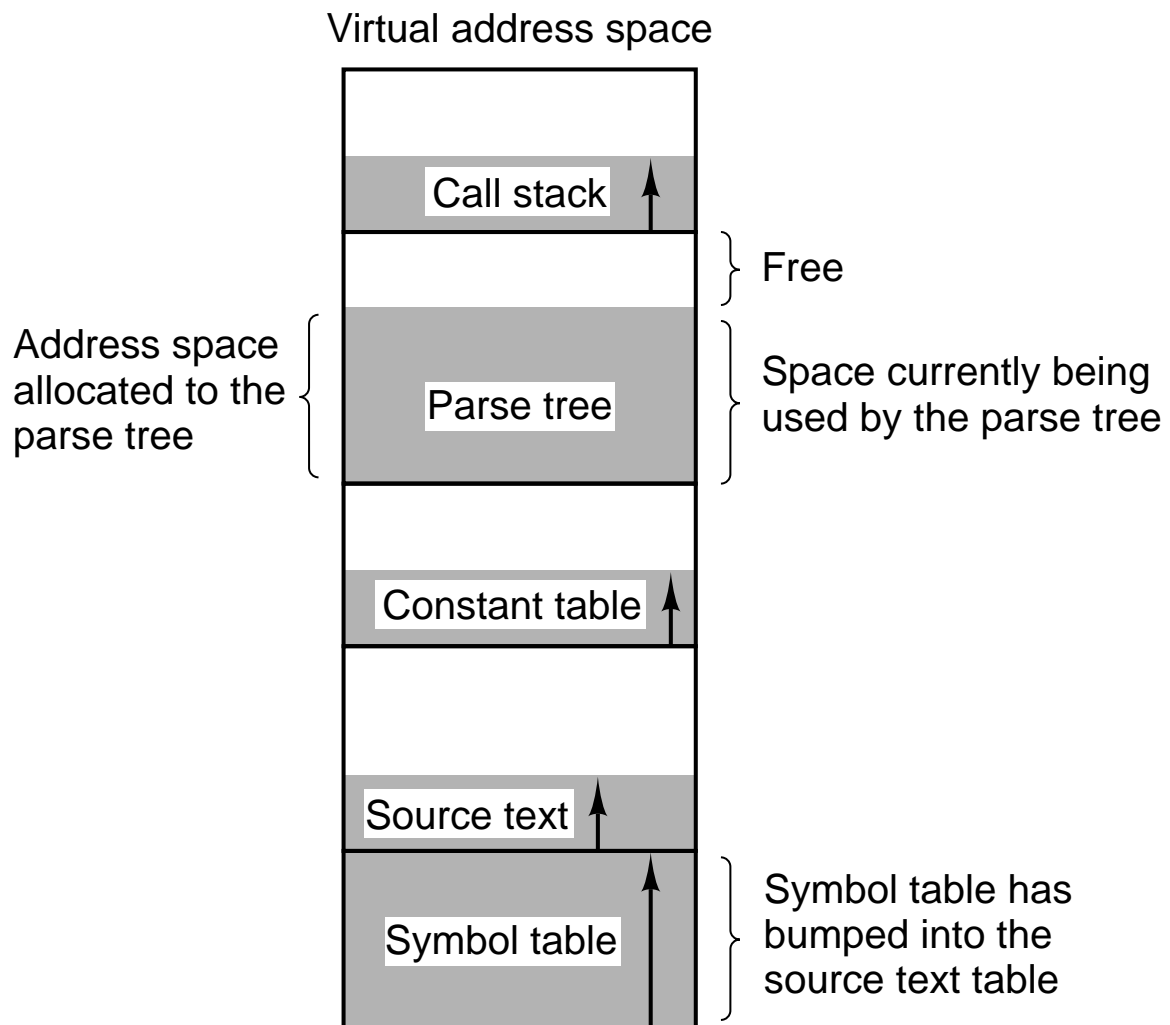 Virtual address space
Call stack
Free
Address space
allocated to the
parse tree
Parse tree
Space currently being
used by the parse tree
Constant table
Source text
Symbol table
Symbol table has
bumped into the
source text table